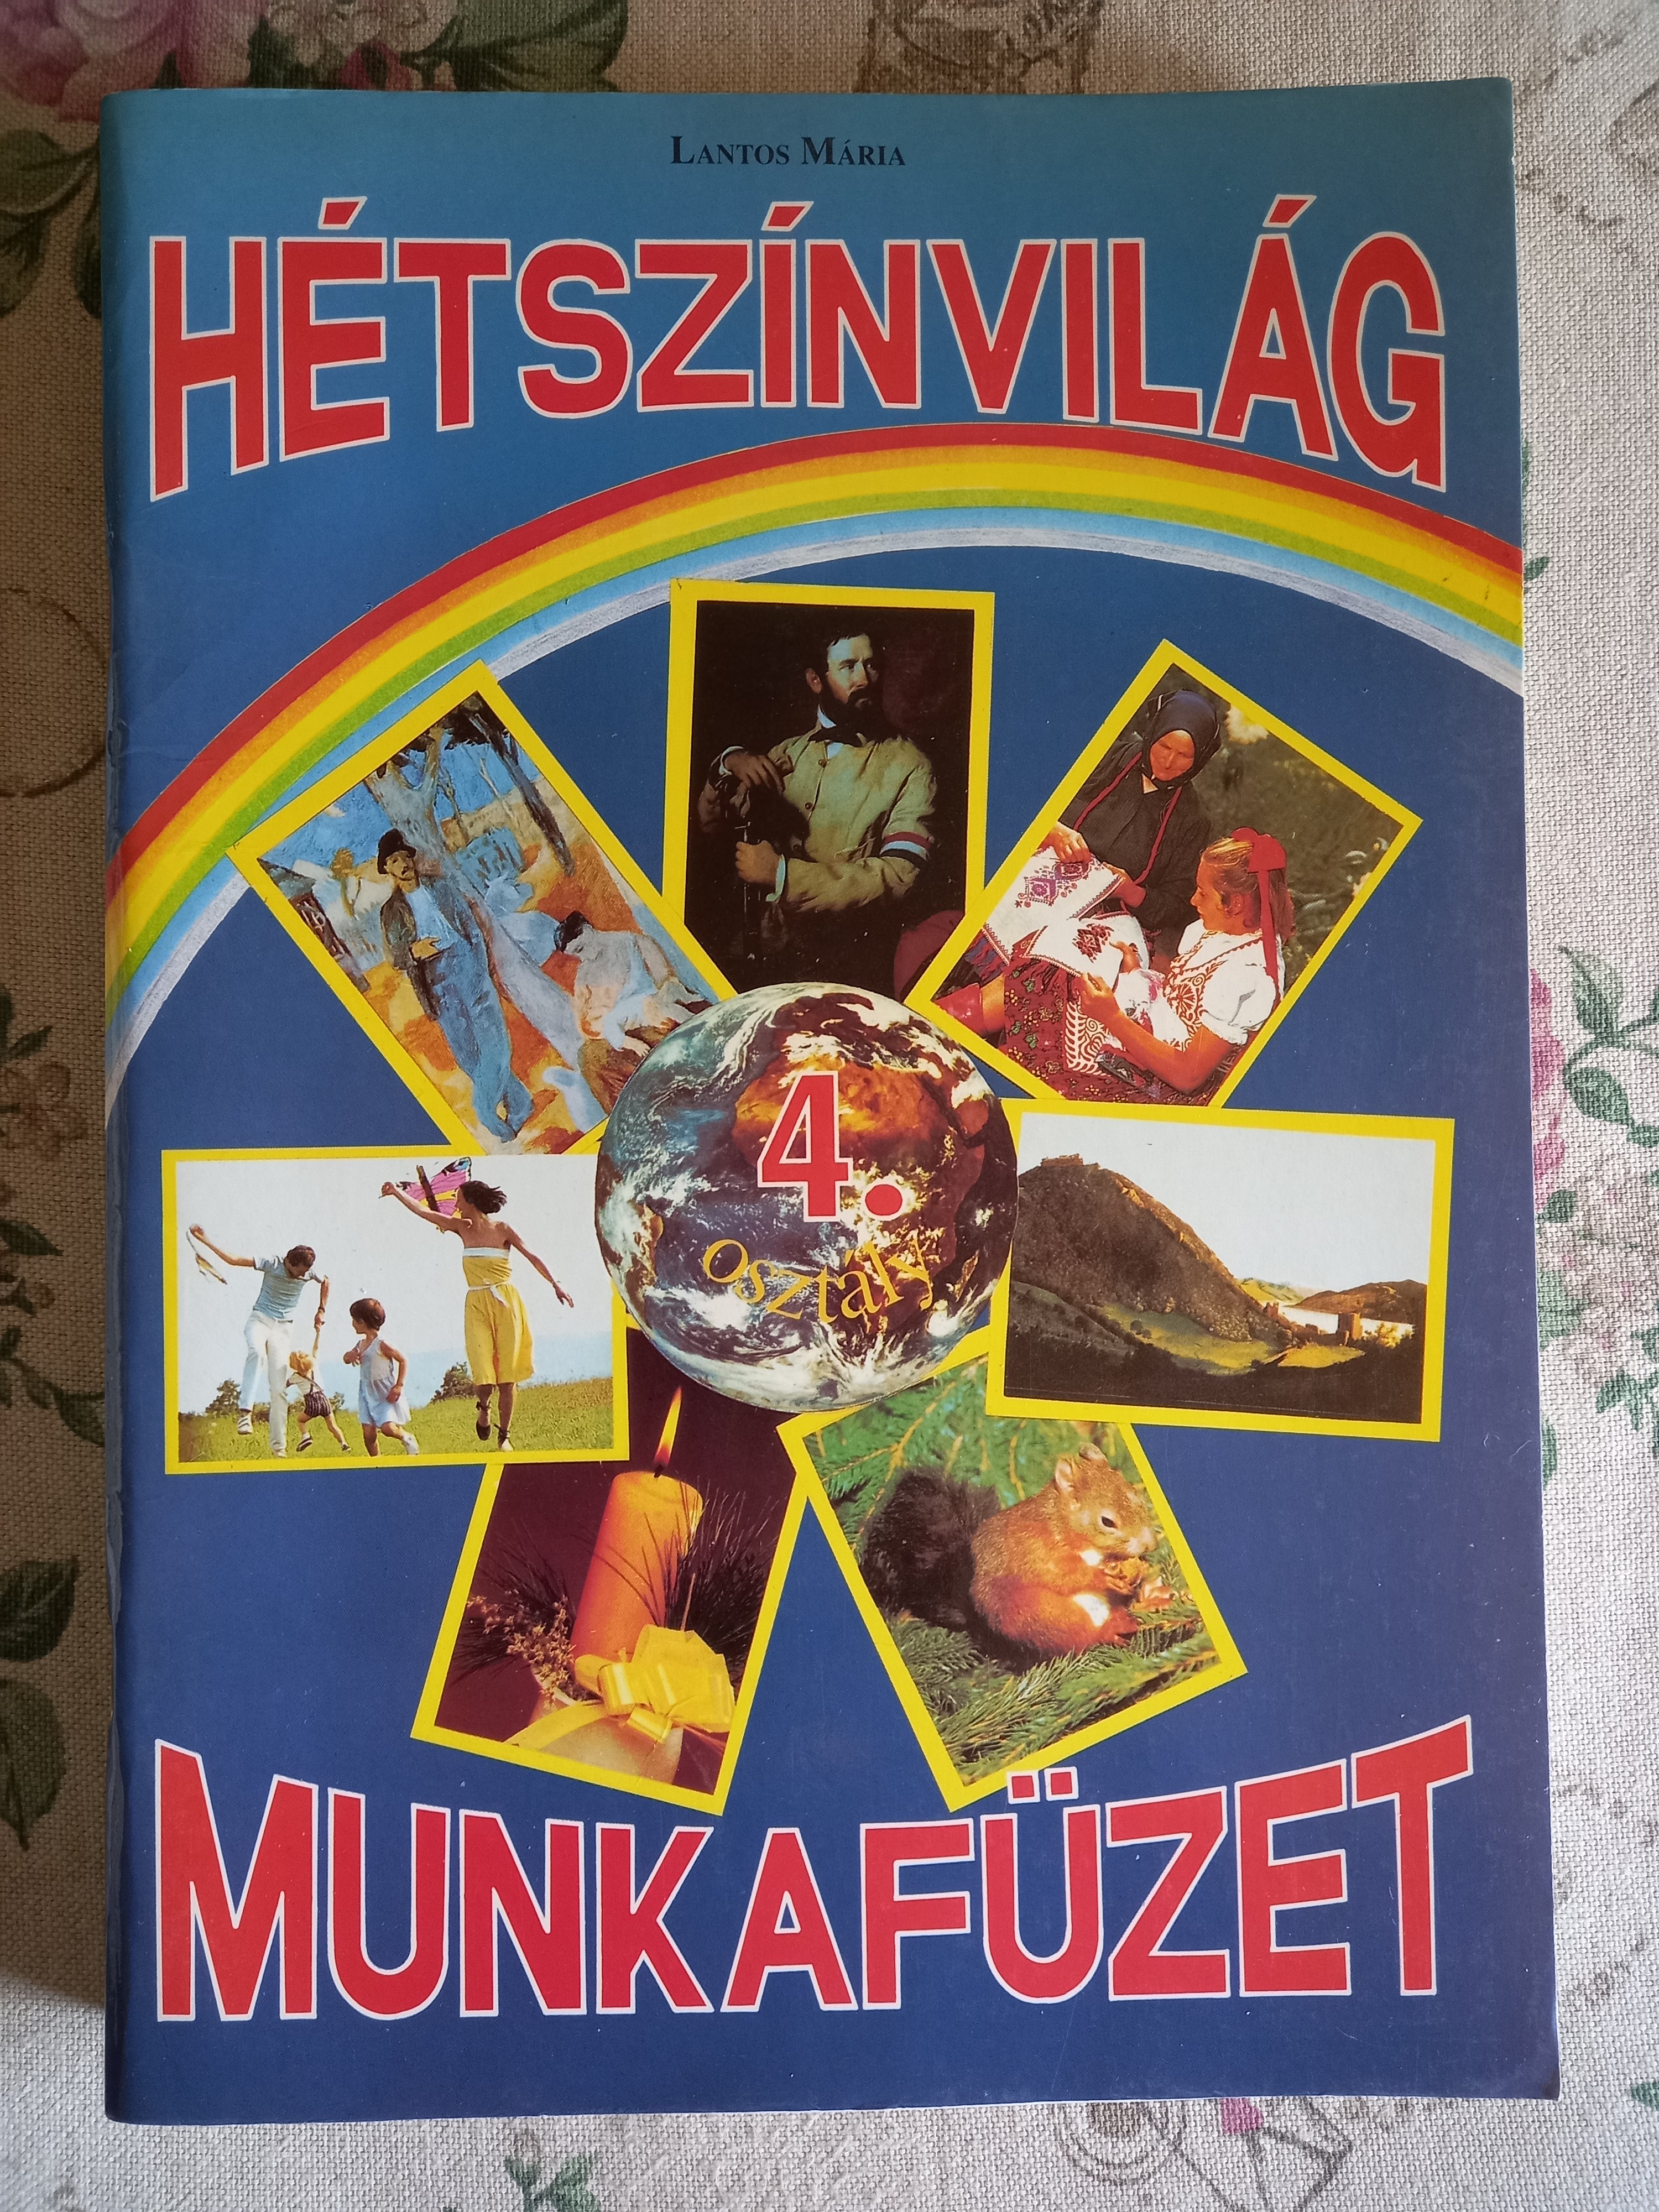 LANTOS MÁRIA
HÉTSZÍNVILÁG
4.
osztály
MUNKAFÜZET